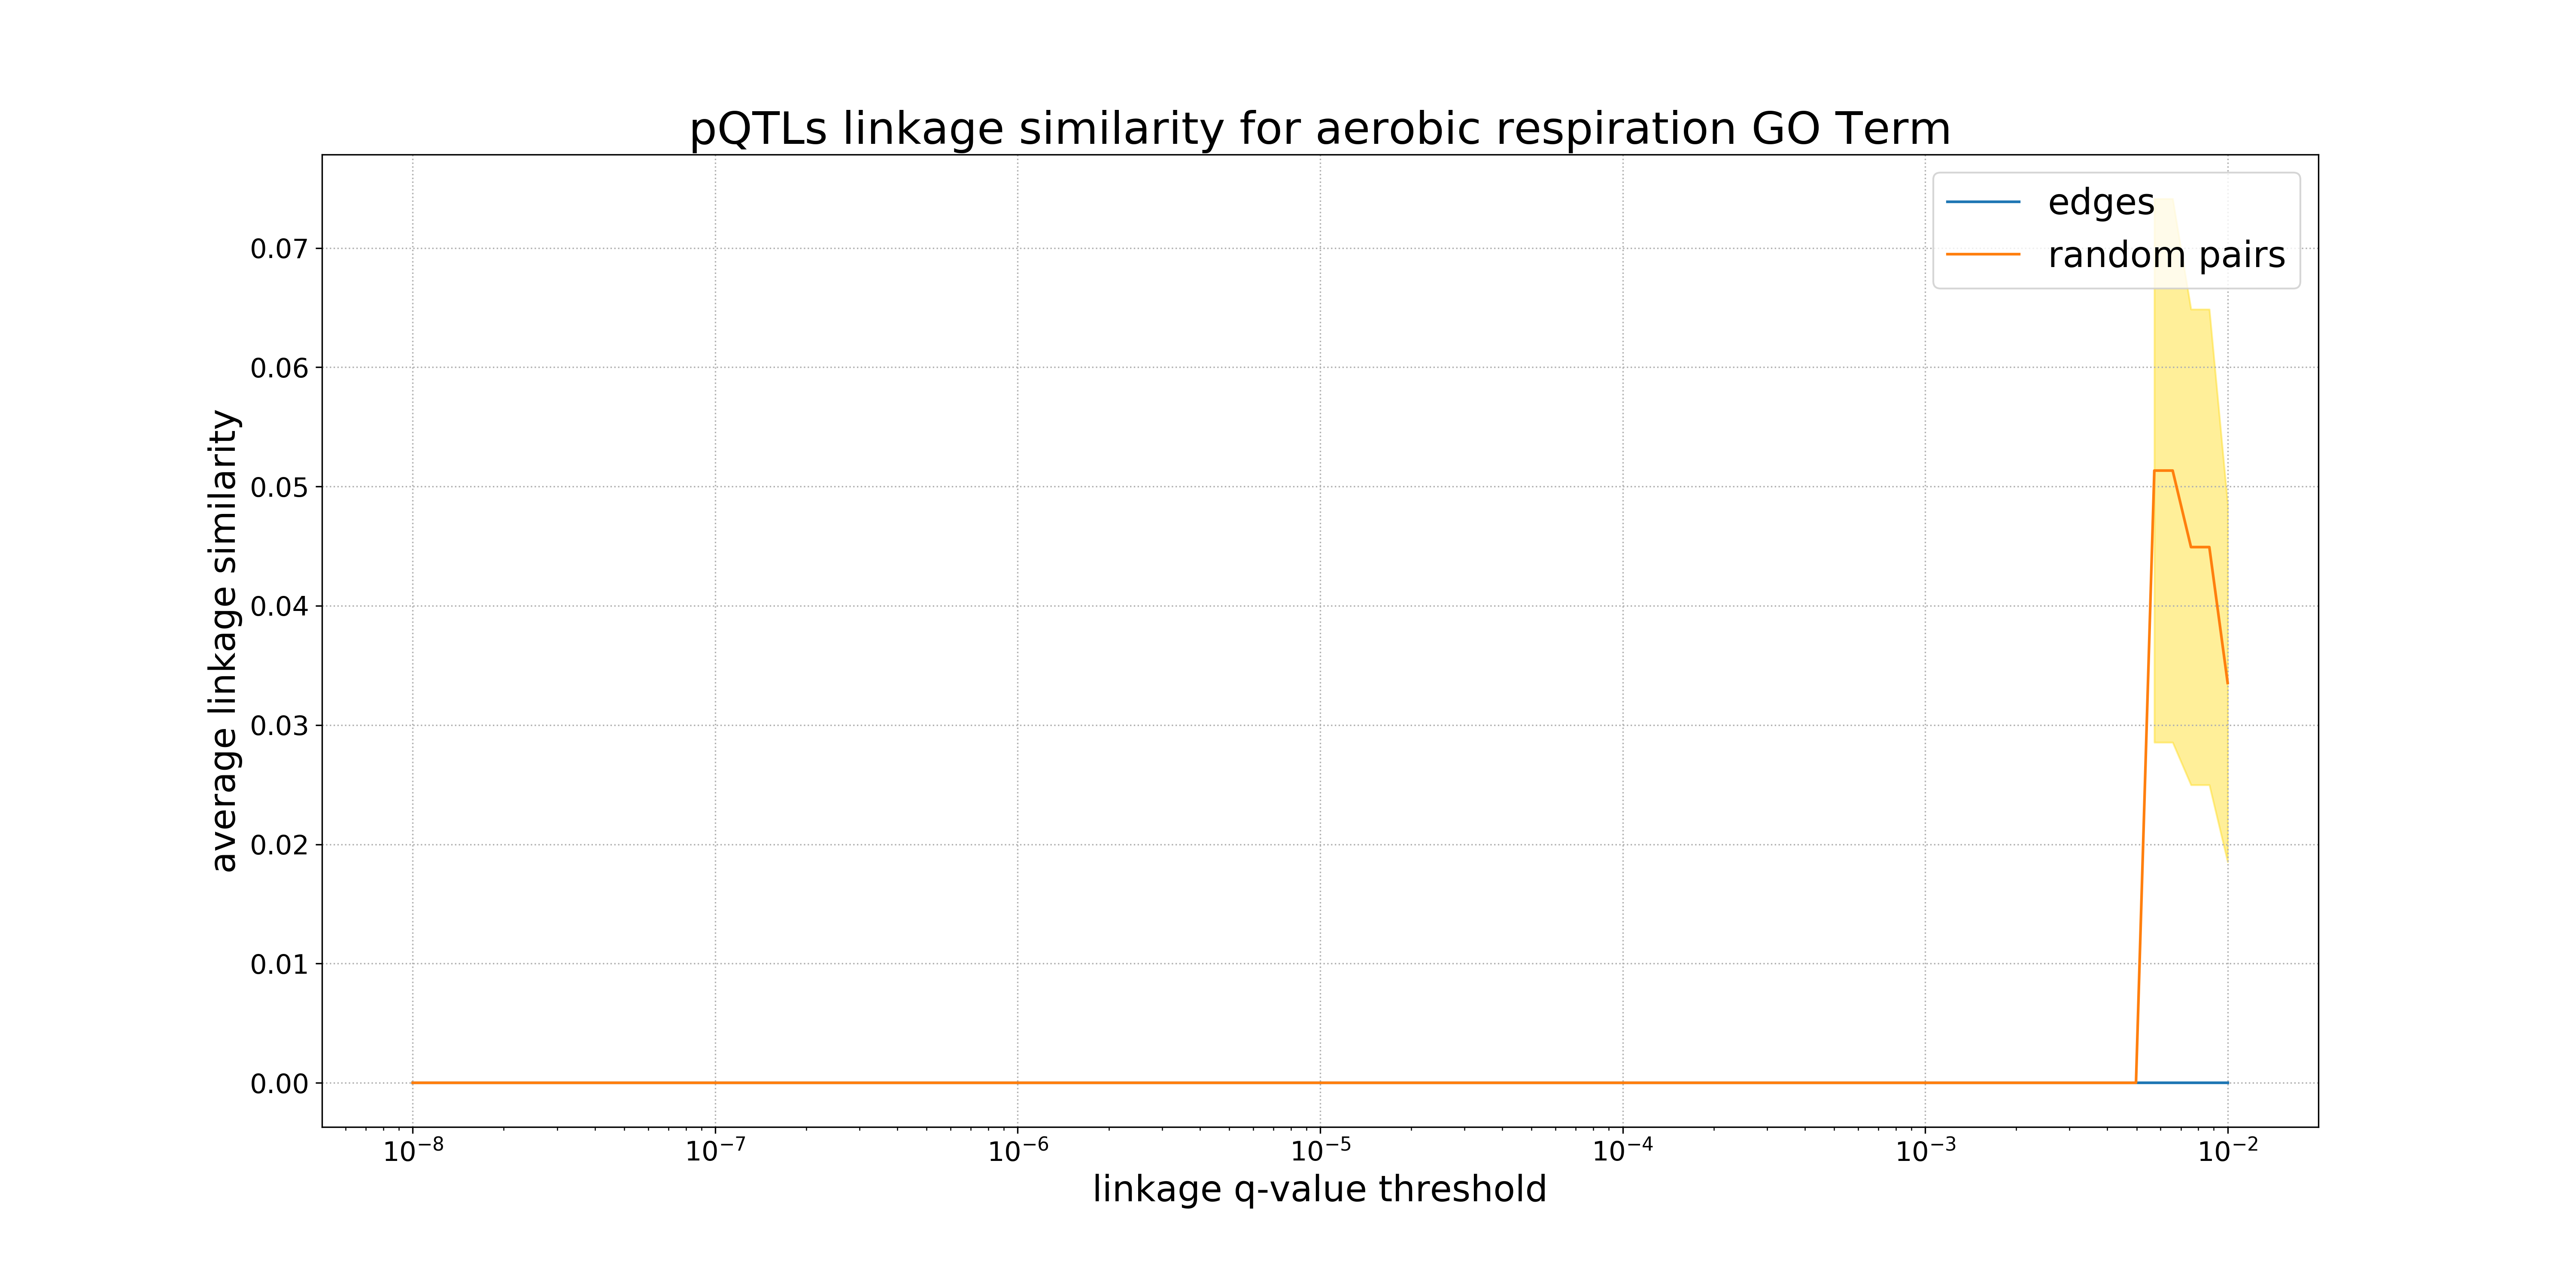 pQTLs linkage similarity for aerobic respiration GO Term
edges
random pairs
0.07
0.06
0.05
0.04
0.03
0.02
0.01
0.00
average linkage similarity
10⁻⁸ 10⁻⁷ 10⁻⁶ 10⁻⁵ 10⁻⁴ 10⁻³ 10⁻²
linkage q-value threshold